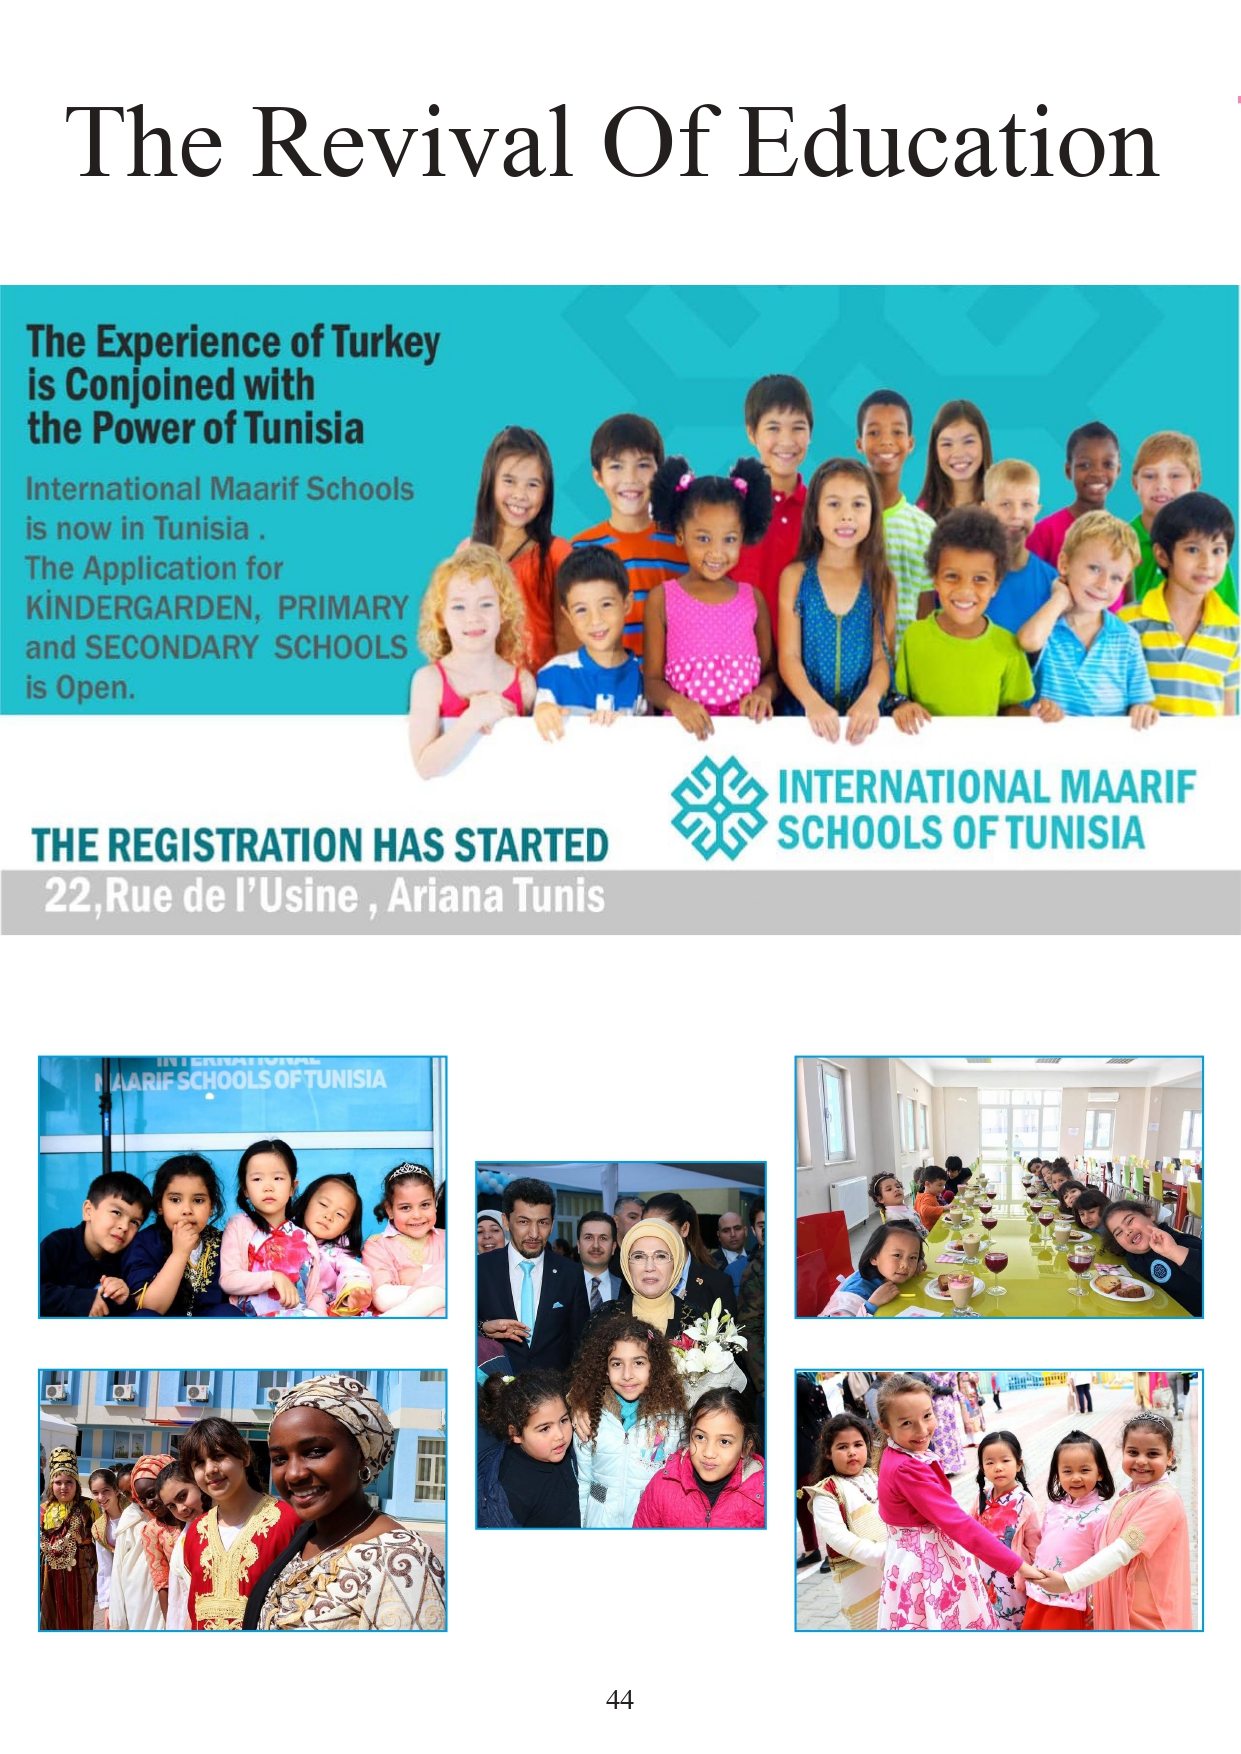 The Revival Of Education
The Experience of Turkey
is Conjoined with
the Power of Tunisia
International Maarif Schools
is now in Tunisia .
The Application for
KİNDERGARDEN, PRIMARY
and SECONDARY SCHOOLS
is Open.
INTERNATIONAL MAARIF
SCHOOLS OF TUNISIA
THE REGISTRATION HAS STARTED
22,Rue de l'Usine , Ariana Tunis
INTERNATIONAL
MAARIF SCHOOLS OF TUNISIA
44